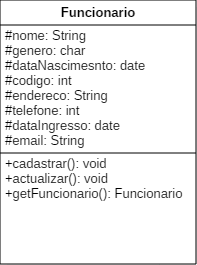 Funcionario
#nome: String
#genero: char
#dataNascimesnto: date
#codigo: int
#endereco: String
#telefone: int
#dataIngresso: date
#email: String
+cadastrar(): void
+actualizar(): void
+getFuncionario(): Funcionario